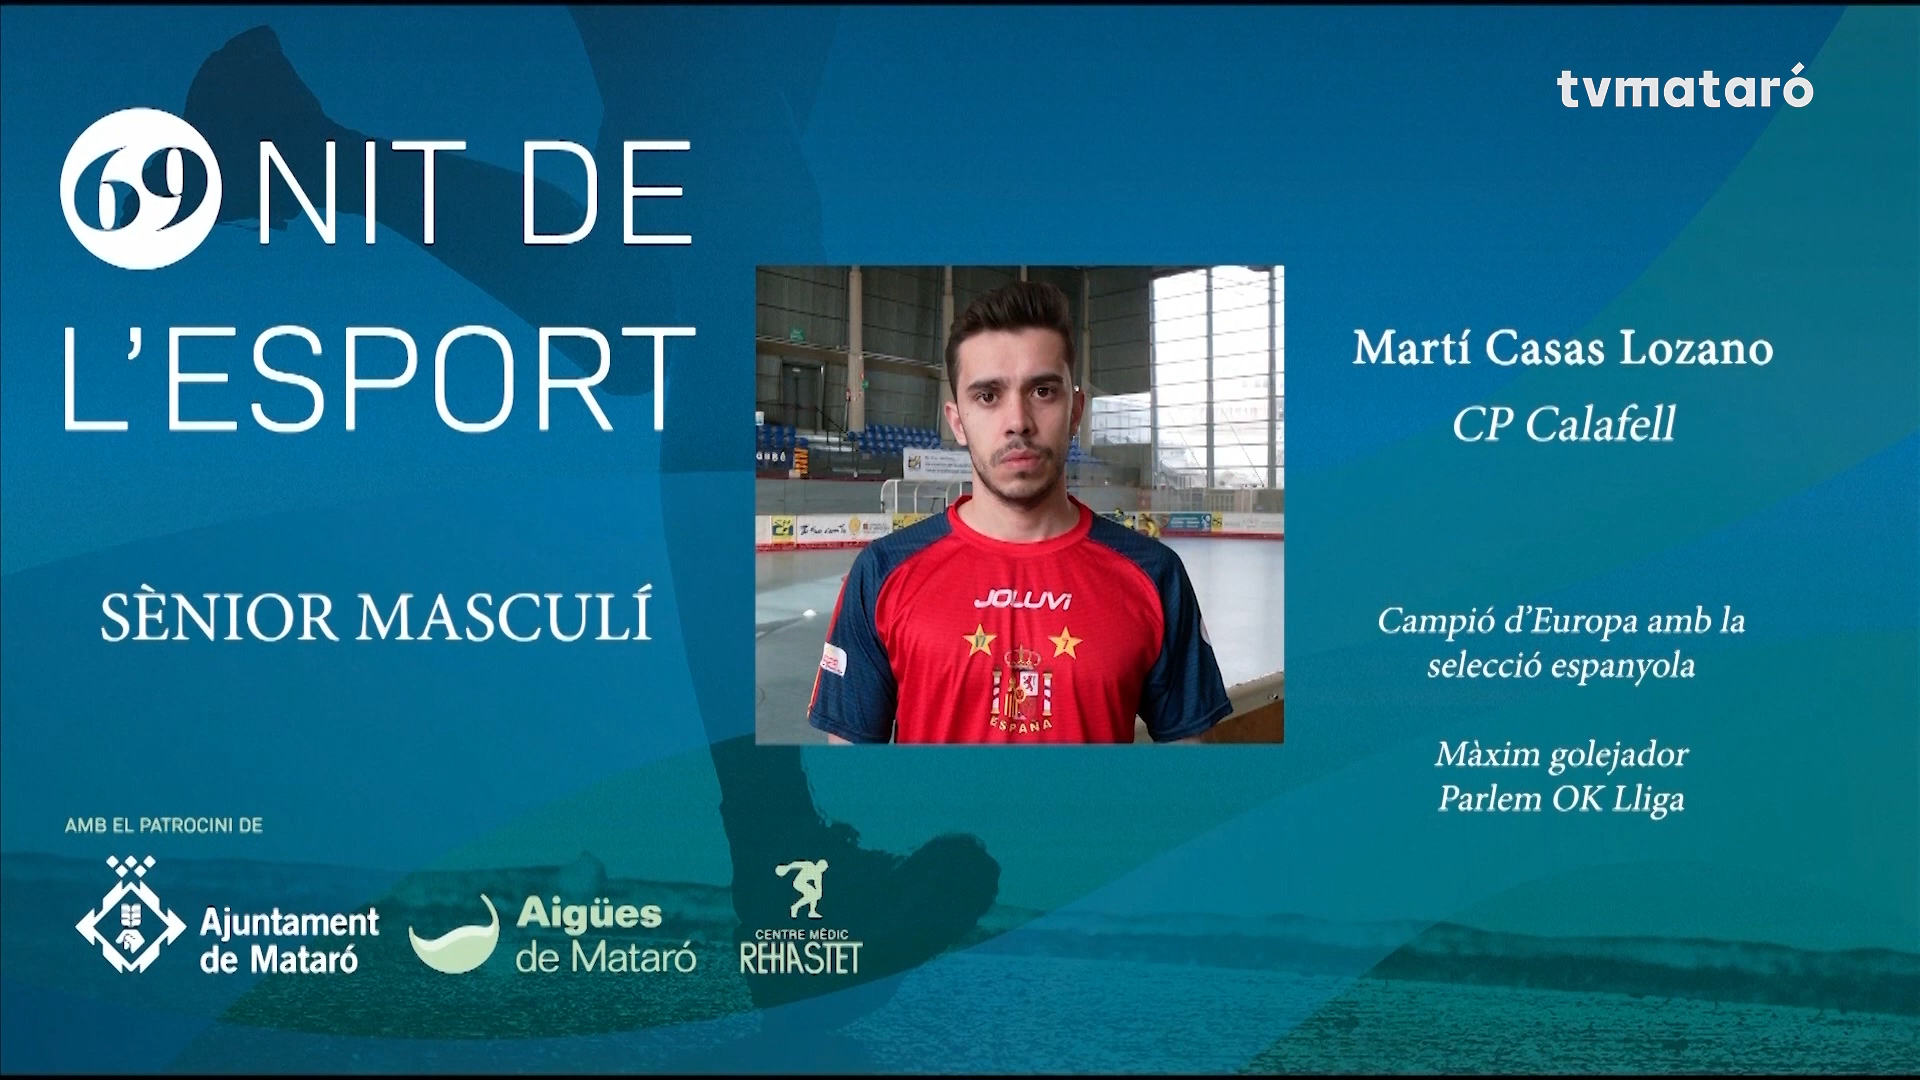 tvmataró
69 NIT DE
L'ESPORT
SÈNIOR MASCULÍ
Martí Casas Lozano
CP Calafell
Campió d'Europa amb la
selecció espanyola
Màxim golejador
Parlem OK Lliga
JOLUVI
17 7
ESPAÑA
AMB EL PATROCINI DE
Ajuntament
de Mataró
Aigües
de Mataró
CENTRE MÈDIC
REHASTET